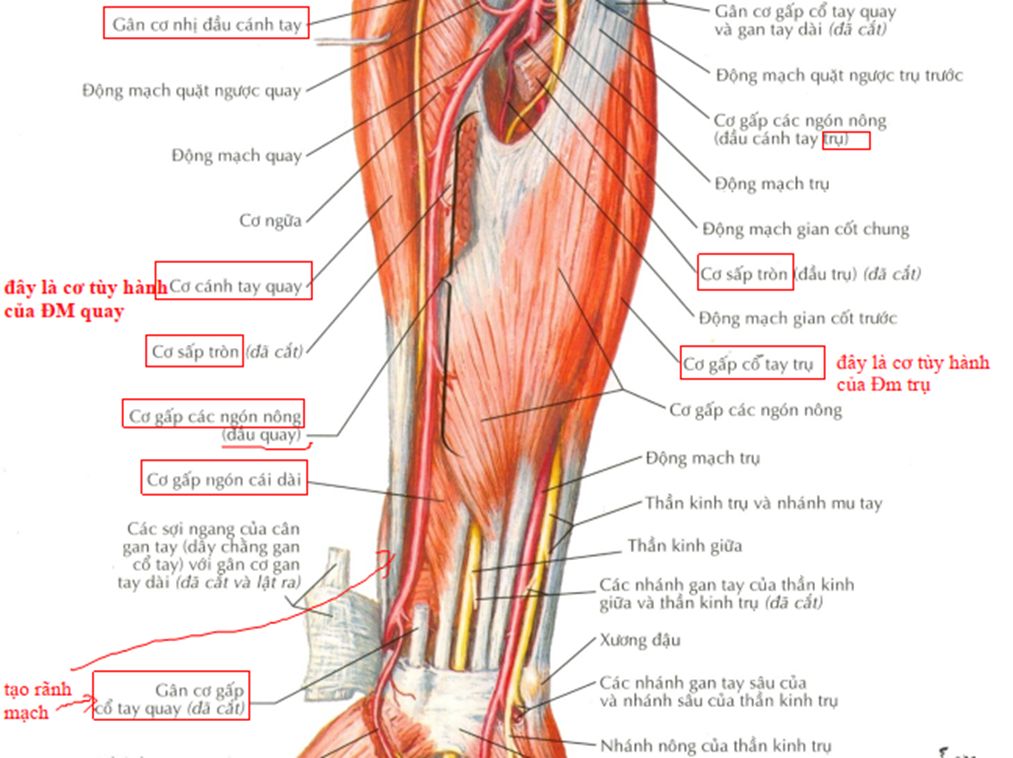 Gân cơ nhị đầu cánh tay
Động mạch quặt ngược quay
Động mạch quay
Cơ ngữa
đây là cơ tùy hành
của ĐM quay
Cơ cánh tay quay
Cơ sấp tròn (đã cắt)
Cơ gấp các ngón nông
(đầu quay)
Cơ gấp ngón cái dài
Các sợi ngang của cân
gan tay (dây chằng gan
cổ tay) với gân cơ gan
tay dài (đã cắt và lật ra)
tạo rãnh
mạch
Gân cơ gấp
cổ tay quay (đã cắt)
Gân cơ gấp cổ tay quay
và gan tay dài (đã cắt)
Động mạch quặt ngược trụ trước
Cơ gấp các ngón nông
(đầu cánh tay trụ)
Động mạch trụ
Động mạch gian cốt chung
Cơ sấp tròn (đầu trụ) (đã cắt)
Động mạch gian cốt trước
Cơ gấp cổ tay trụ
đây là cơ tùy hành
của Đm trụ
Cơ gấp các ngón nông
Động mạch trụ
Thần kinh trụ và nhánh mu tay
Thần kinh giữa
Các nhánh gan tay của thần kinh
giữa và thần kinh trụ (đã cắt)
Xương đậu
Các nhánh gan tay sâu của
và nhánh sâu của thần kinh trụ
Nhánh nông của thần kinh trụ